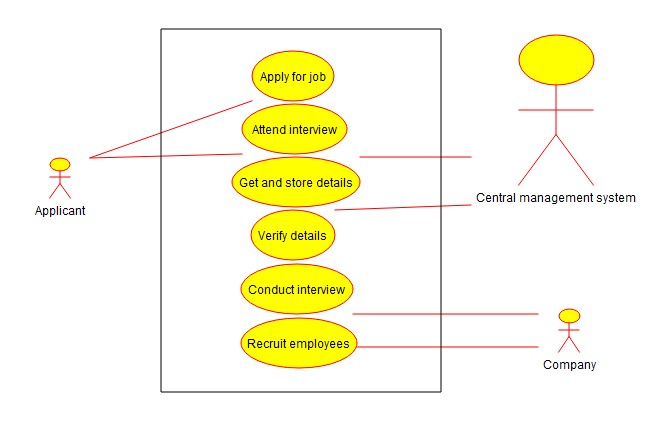 Apply for job
Attend interview
Get and store details
Verify details
Conduct interview
Recruit employees
Applicant
Central management system
Company